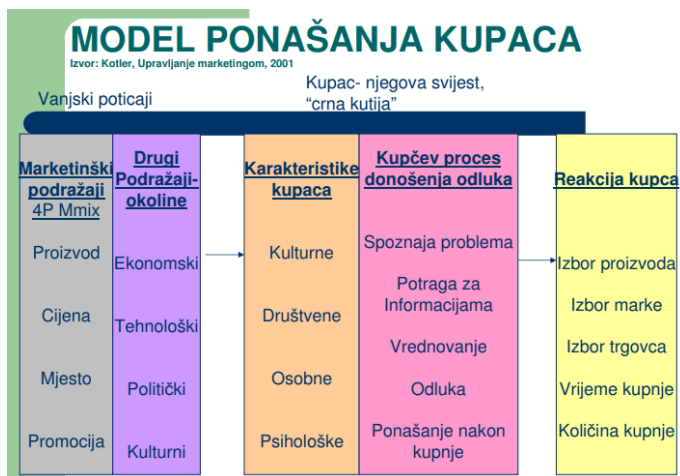 MODEL PONAŠANJA KUPACA
Izvor: Kotler, Upravljanje marketingom, 2001
Vanjski poticaji
Kupac- njegova svijest,
“crna kutija”
Marketinški
podražaji
4P Mmix
Proizvod
Cijena
Mjesto
Promocija
Drugi
Podražaji-
okoline
Ekonomski
Tehnološki
Politički
Kulturni
Karakteristike
kupaca
Kulturne
Društvene
Osobne
Psihološke
Kupčev proces
donošenja odluka
Spoznaja problema
Potraga za
Informacijama
Vrednovanje
Odluka
Ponašanje nakon
kupnje
Reakcija kupca
Izbor proizvoda
Izbor marke
Izbor trgovca
Vrijeme kupnje
Količina kupnje